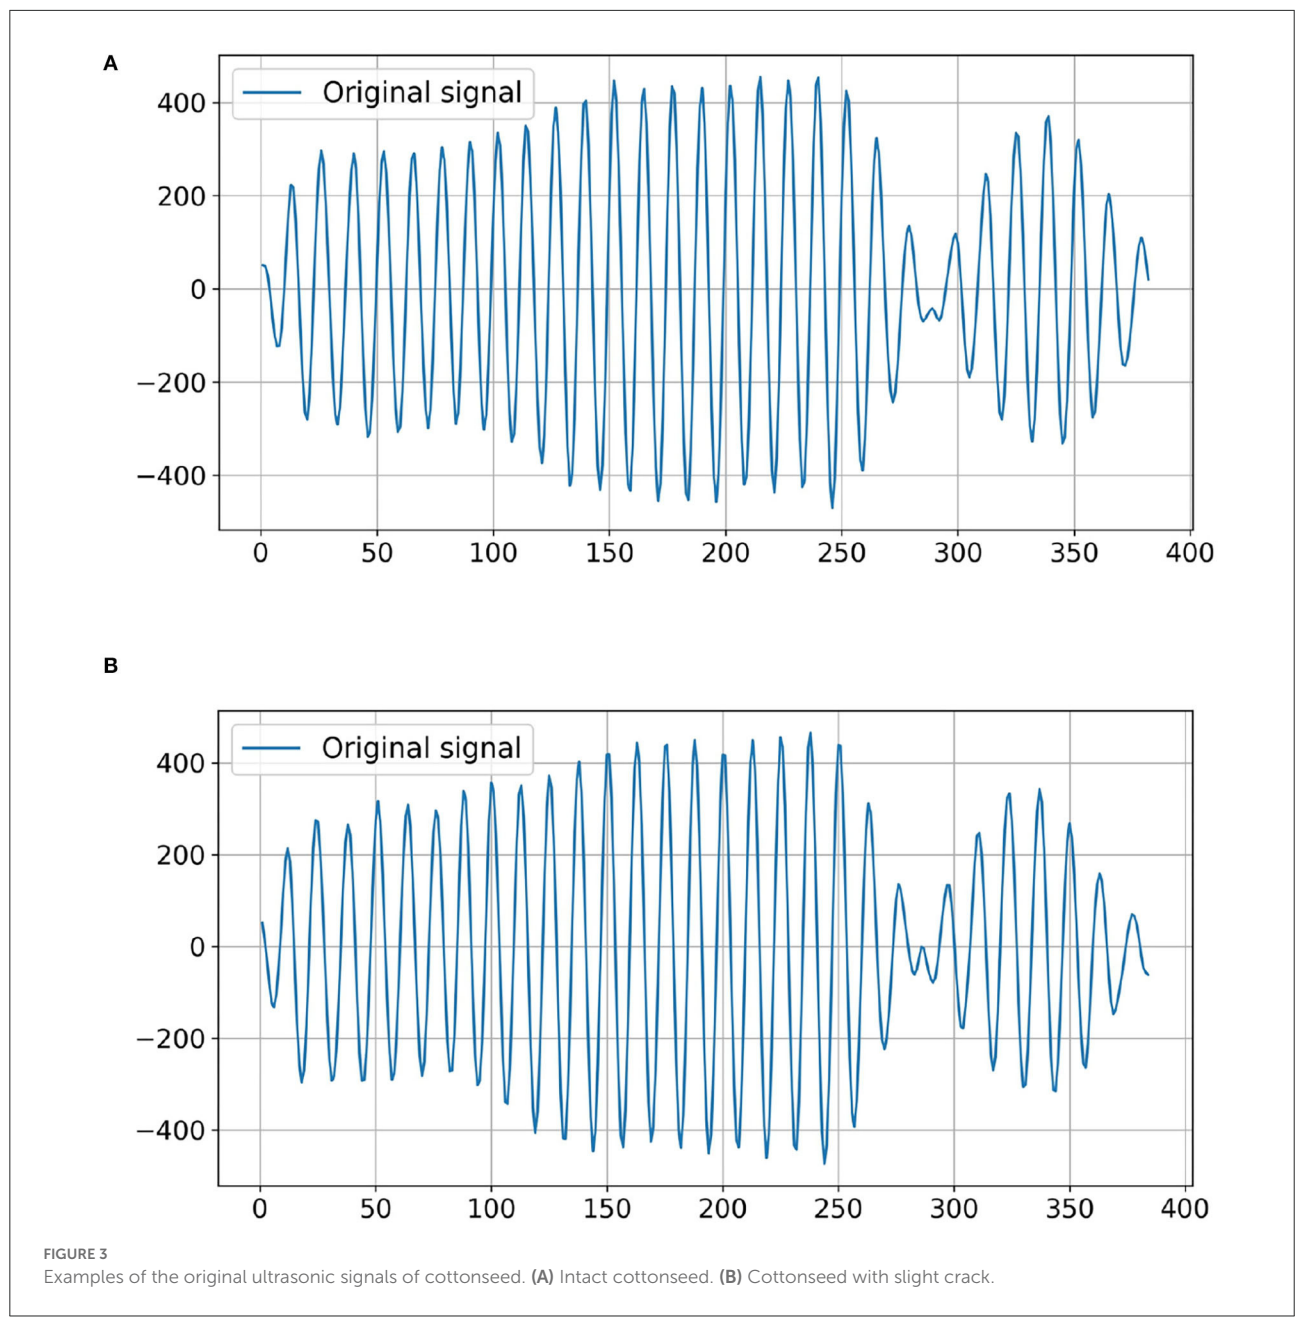 A
Original signal
400
200
0
−200
−400
0 50 100 150 200 250 300 350 400
B
Original signal
400
200
0
−200
−400
0 50 100 150 200 250 300 350 400
FIGURE 3
Examples of the original ultrasonic signals of cottonseed. (A) Intact cottonseed. (B) Cottonseed with slight crack.